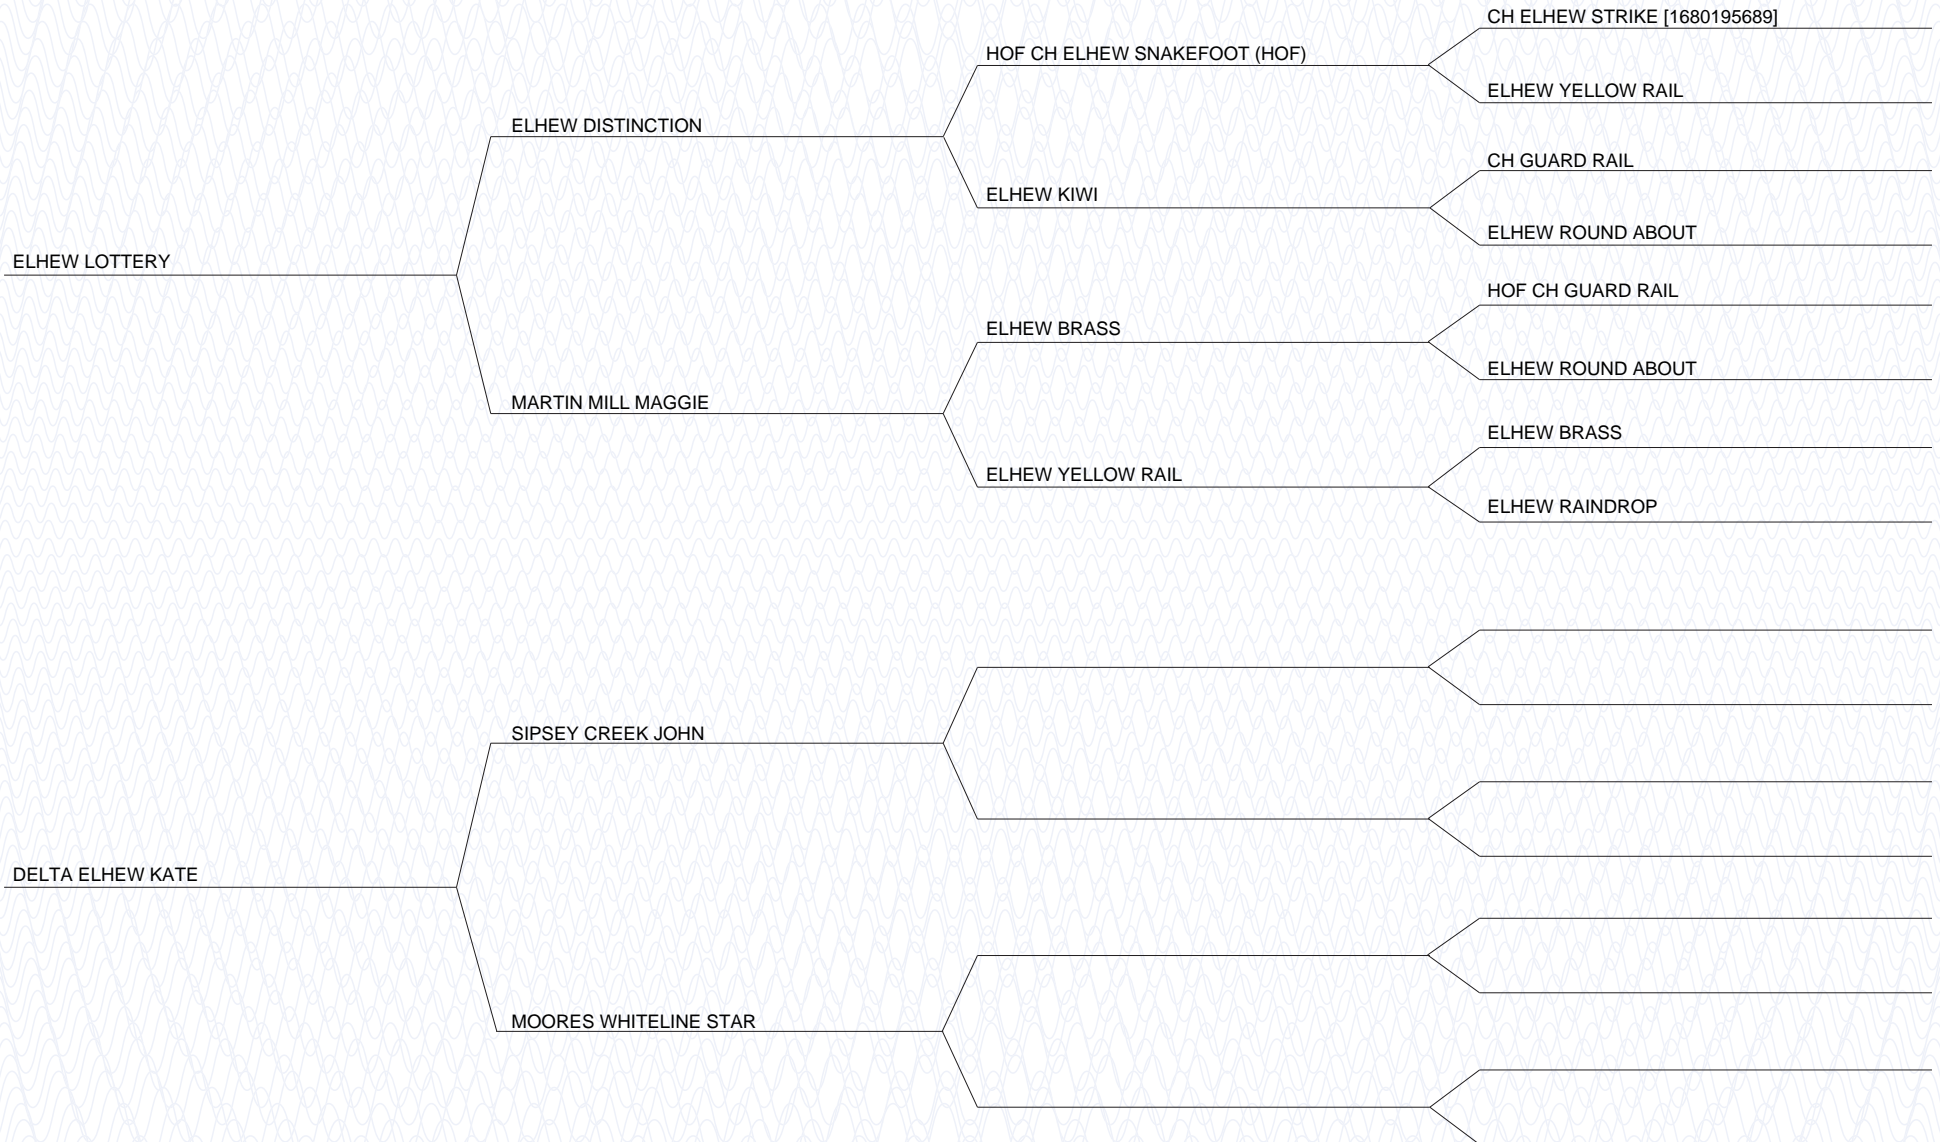 CH ELHEW STRIKE [1680195689]
HOF CH ELHEW SNAKEFOOT (HOF)
ELHEW YELLOW RAIL
ELHEW DISTINCTION
CH GUARD RAIL
ELHEW KIWI
ELHEW ROUND ABOUT
ELHEW LOTTERY
HOF CH GUARD RAIL
ELHEW BRASS
ELHEW ROUND ABOUT
MARTIN MILL MAGGIE
ELHEW BRASS
ELHEW YELLOW RAIL
ELHEW RAINDROP
SIPSEY CREEK JOHN
DELTA ELHEW KATE
MOORES WHITELINE STAR